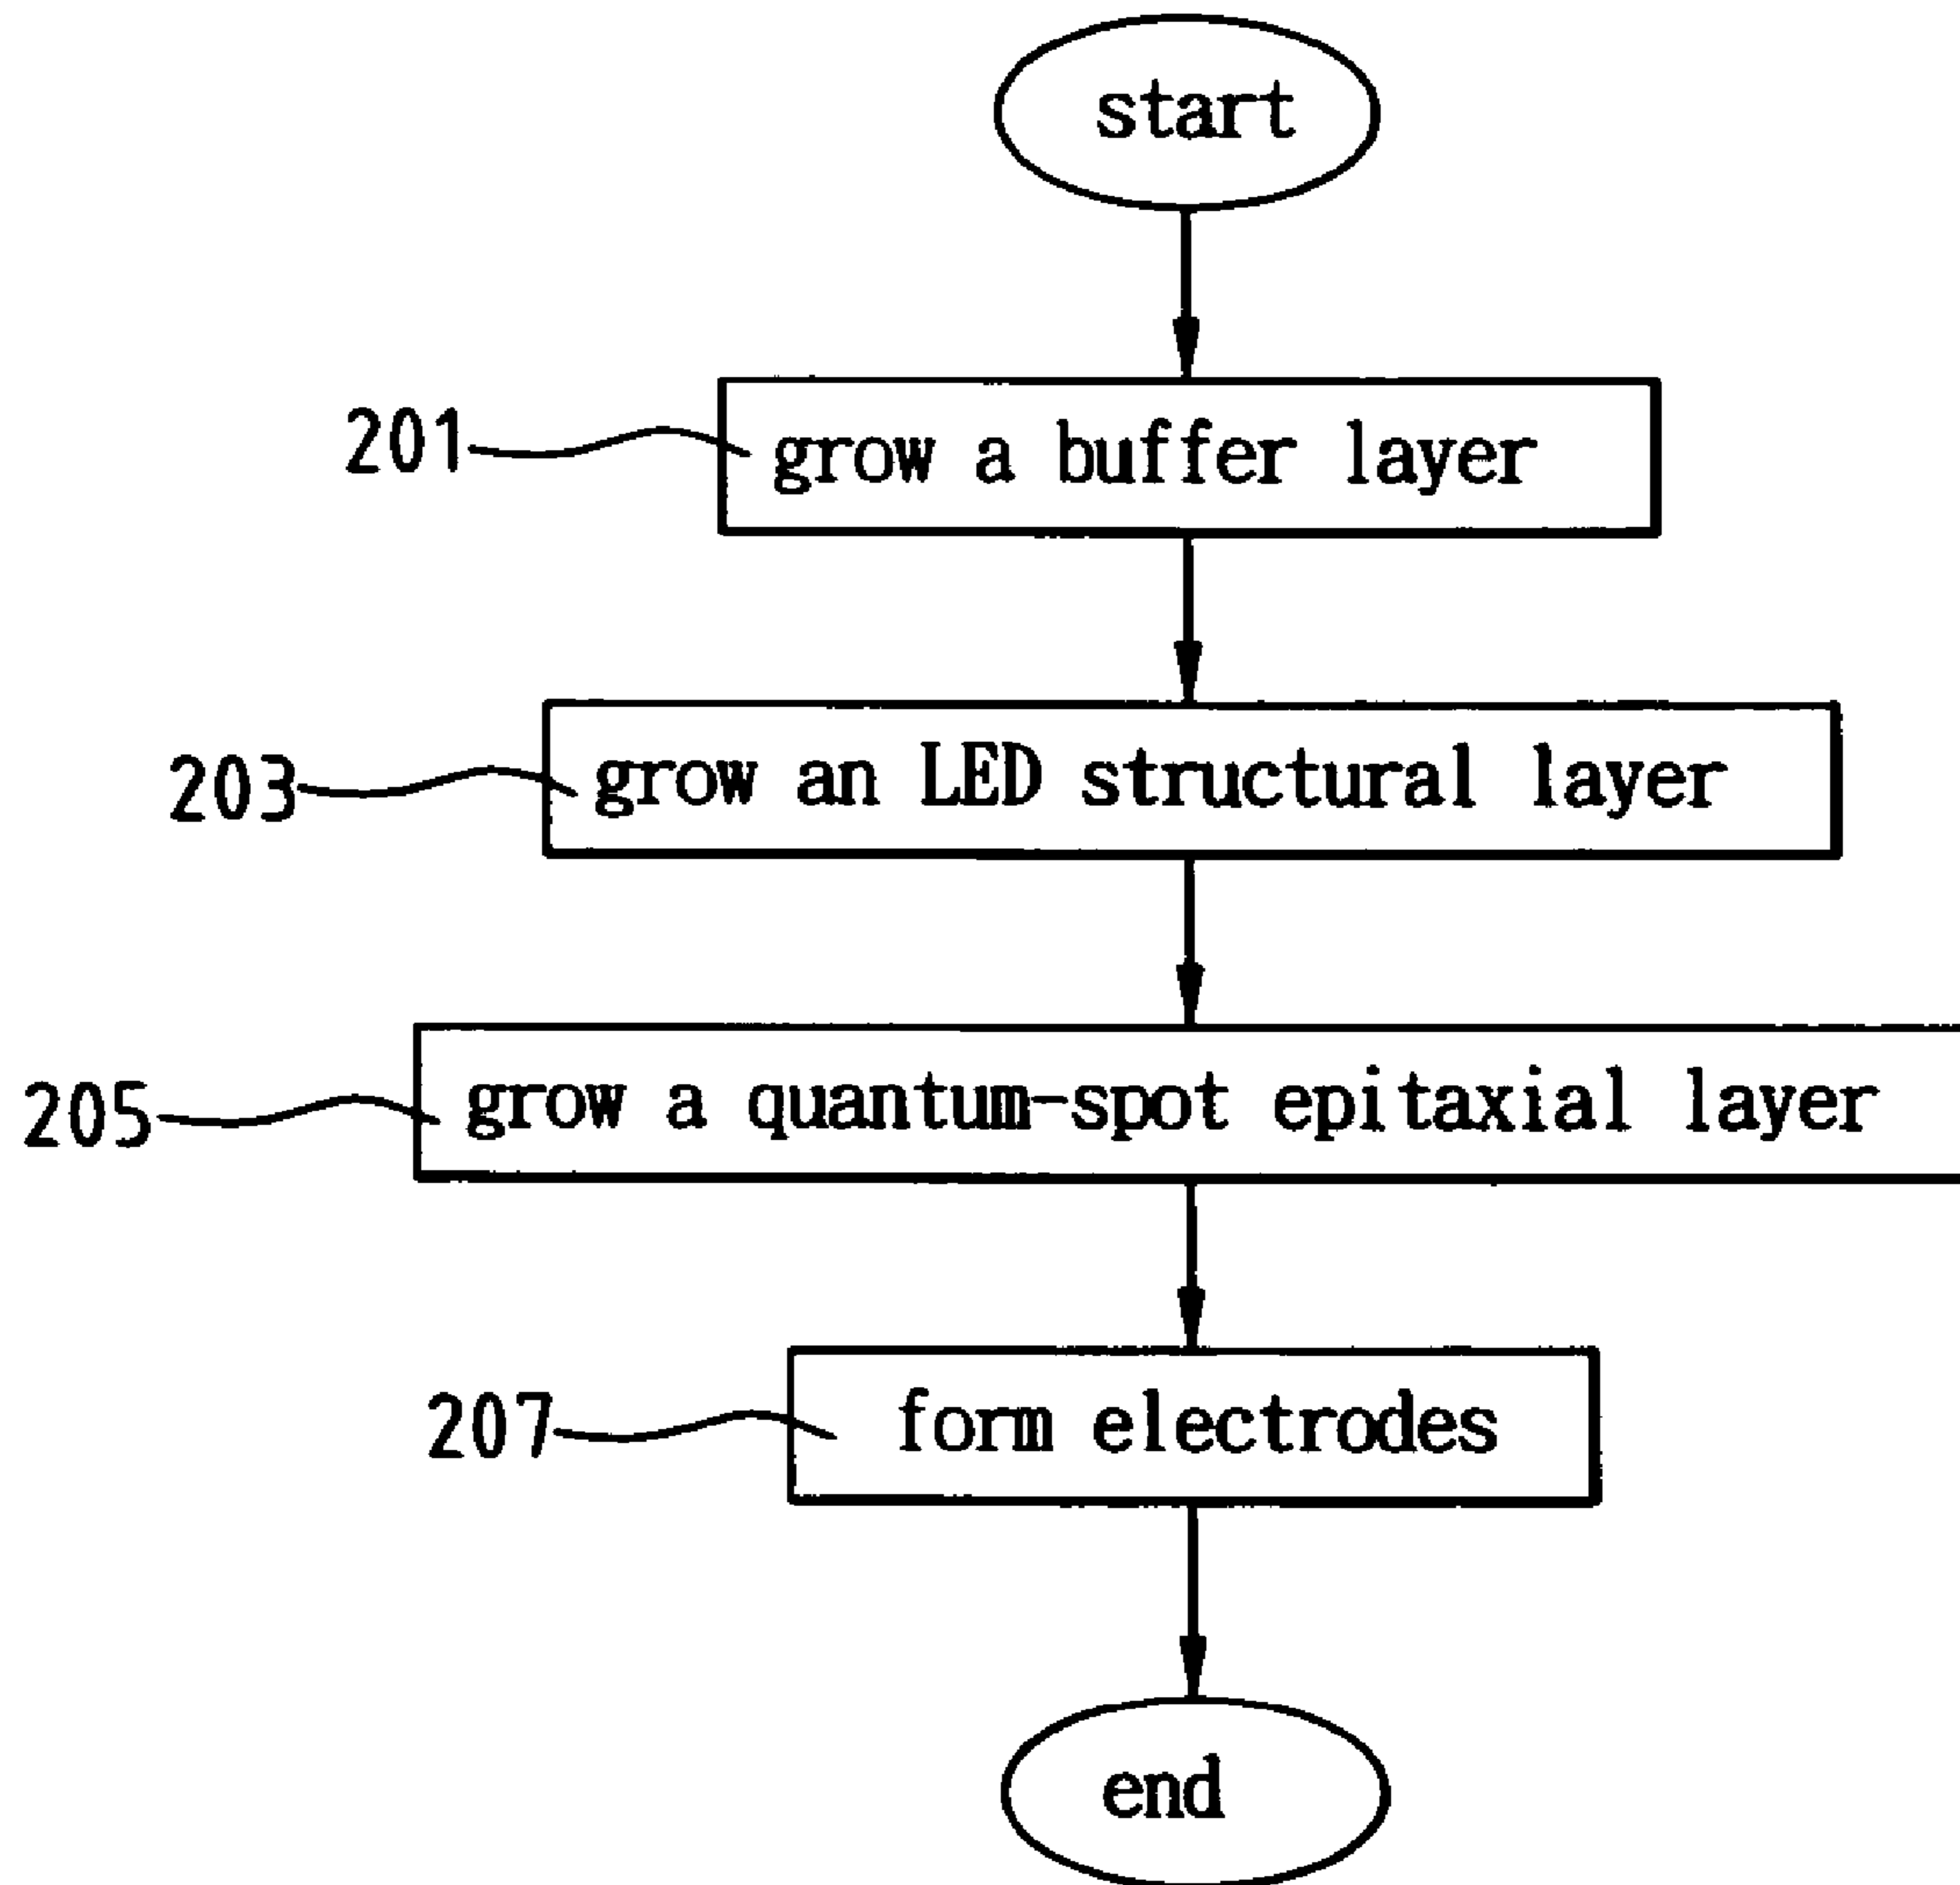 start
201 grow a buffer layer
203 grow an LED structural layer
205 grow a quantum-spot epitaxial layer
207 form electrodes
end